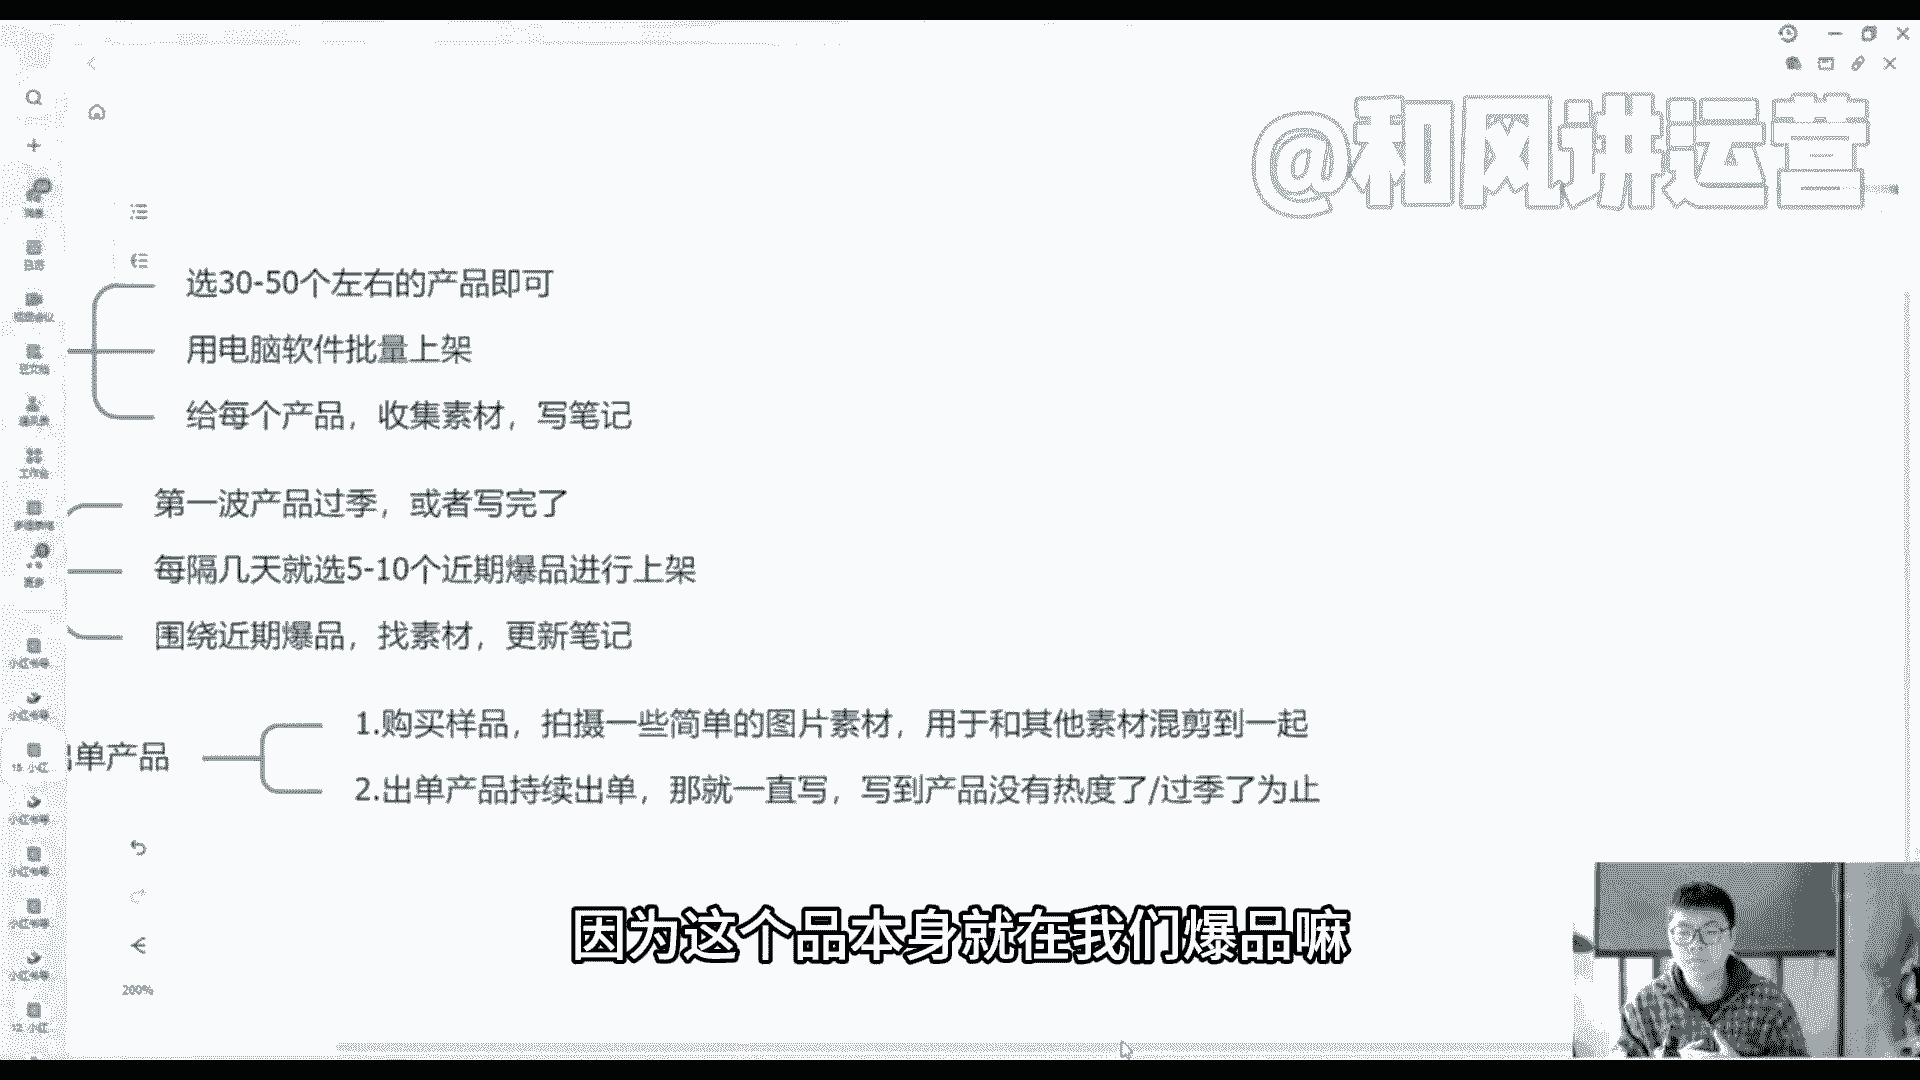 @和风讲运营
选30-50个左右的产品即可
用电脑软件批量上架
给每个产品，收集素材，写笔记
第一波产品过季，或者写完了
每隔几天就选5-10个近期爆品进行上架
围绕近期爆品，找素材，更新笔记
单产品
1.购买样品，拍摄一些简单的图片素材，用于和其他素材混剪到一起
2.出单产品持续出单，那就一直写，写到产品没有热度了/过季了为止
200%
因为这个品本身就在我们爆品嘛